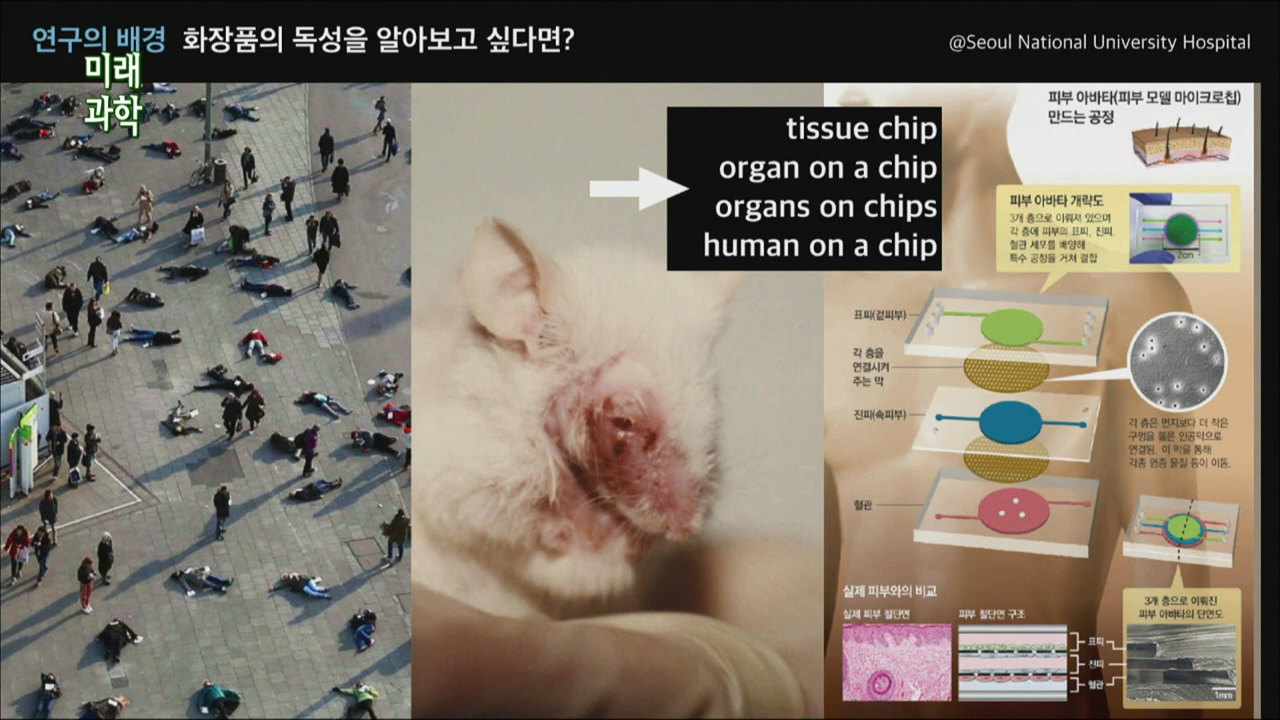 연구의 배경 화장품의 독성을 알아보고 싶다면?
@Seoul National University Hospital
미래
과학
tissue chip
organ on a chip
organs on chips
human on a chip
피부 아바타(피부 모델 마이크로칩)
만드는 공정
피부 아바타 개략도
3개 층으로 이뤄져 있으며
각 층에 피부의 표피, 진피,
혈관 세포를 배양해
특수 공정을 거쳐 결합
2cm
표피(겉피부)
각 층을
연결시켜
주는 막
진피(속피부)
각 층은 먼지보다 더 작은
구멍을 뚫은 인공막으로
연결됨. 이 막을 통해
각종 염증 물질 등이 이동.
혈관
실제 피부와의 비교
실제 피부 절단면
피부 절단면 구조
표피
진피
혈관
3개 층으로 이뤄진
피부 아바타의 단면도
1mm